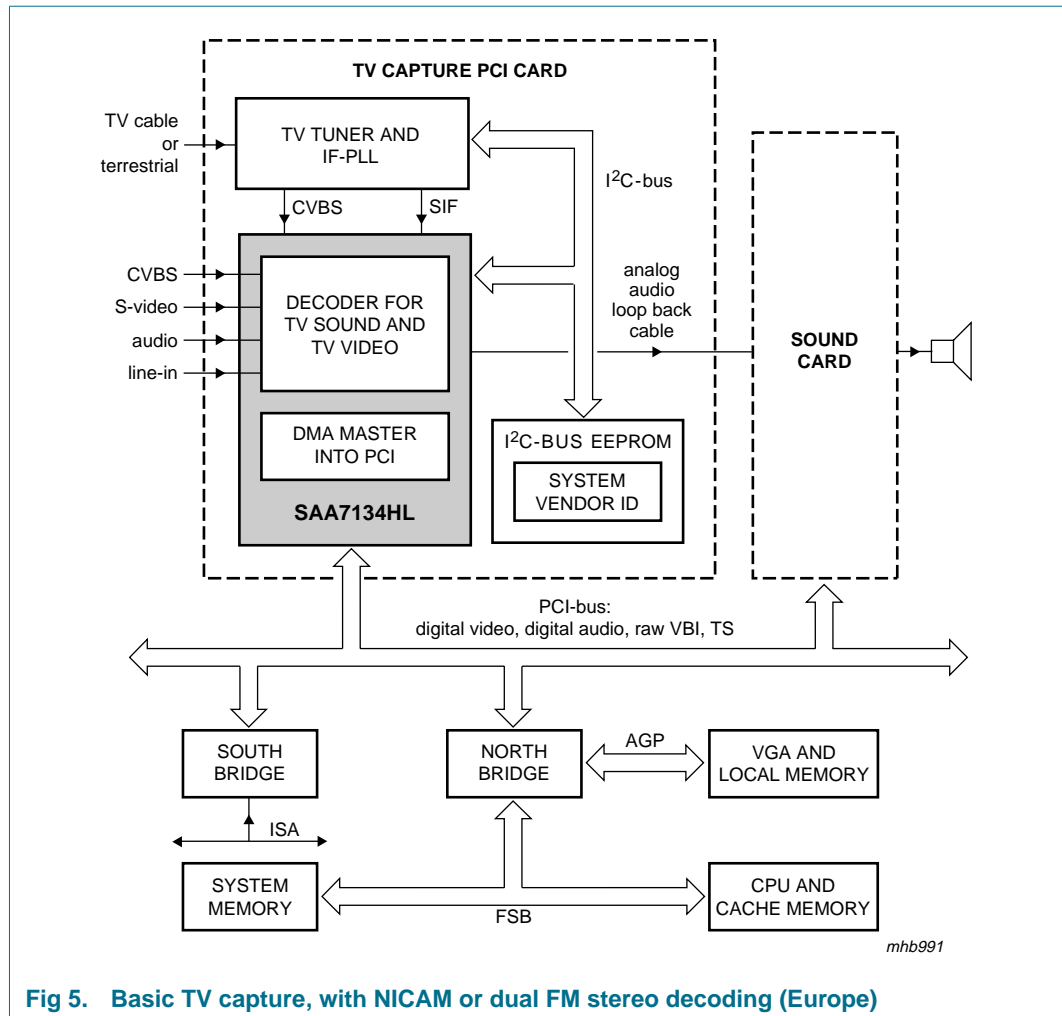 TV CAPTURE PCI CARD
TV cable
or
terrestrial
TV TUNER AND
IF-PLL
I2C-bus
CVBS
SIF
CVBS
S-video
audio
line-in
DECODER FOR
TV SOUND AND
TV VIDEO
analog
audio
loop back
cable
SOUND
CARD
DMA MASTER
INTO PCI
SAA7134HL
I2C-BUS EEPROM
SYSTEM
VENDOR ID
PCI-bus:
digital video, digital audio, raw VBI, TS
SOUTH
BRIDGE
NORTH
BRIDGE
AGP
VGA AND
LOCAL MEMORY
ISA
SYSTEM
MEMORY
FSB
CPU AND
CACHE MEMORY
mhb991
Fig 5. Basic TV capture, with NICAM or dual FM stereo decoding (Europe)